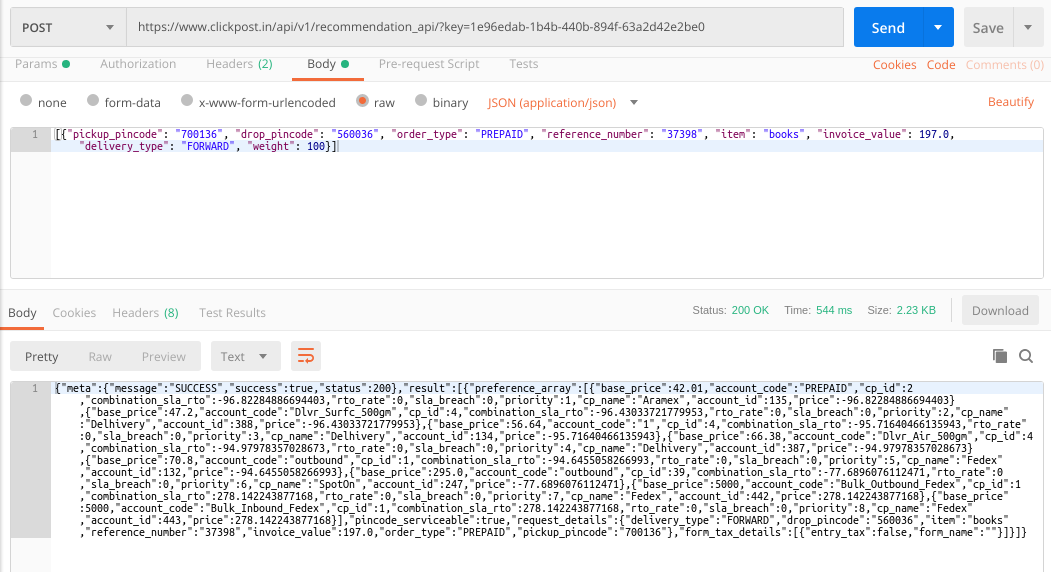 POST https://www.clickpost.in/api/v1/recommendation_api/?key=1e96edab-1b4b-440b-894f-63a2d42e2be0 Send Save
Params Authorization Headers (2) Body Pre-request Script Tests Cookies Code Comments (0)
none form-data x-www-form-urlencoded raw binary JSON (application/json) Beautify
1 [{"pickup_pincode": "700136", "drop_pincode": "560036", "order_type": "PREPAID", "reference_number": "37398", "item": "books", "invoice_value": 197.0,
"delivery_type": "FORWARD", "weight": 100}]
Body Cookies Headers (8) Test Results Status: 200 OK Time: 544 ms Size: 2.23 KB Download
Pretty Raw Preview Text
1 {"meta":{"message":"SUCCESS","success":true,"status":200},"result":[{"preference_array":[{"base_price":42.01,"account_code":"PREPAID","cp_id":2
,"combination_sla_rto":-96.82284886694403,"rto_rate":0,"sla_breach":0,"priority":1,"cp_name":"Aramex","account_id":135,"price":-96.82284886694403}
,{"base_price":47.2,"account_code":"Dlvr_Surfc_500gm","cp_id":4,"combination_sla_rto":-96.43033721779953,"rto_rate":0,"sla_breach":0,"priority":2,"cp_name"
:"Delhivery","account_id":388,"price":-96.43033721779953},{"base_price":56.64,"account_code":"1","cp_id":4,"combination_sla_rto":-95.71640466135943,"rto_rate"
:0,"sla_breach":0,"priority":3,"cp_name":"Delhivery","account_id":134,"price":-95.71640466135943},{"base_price":66.38,"account_code":"Dlvr_Air_500gm","cp_id":4
,"combination_sla_rto":-94.97978357028673,"rto_rate":0,"sla_breach":0,"priority":4,"cp_name":"Delhivery","account_id":387,"price":-94.97978357028673}
,{"base_price":70.8,"account_code":"outbound","cp_id":1,"combination_sla_rto":-94.6455058266993,"rto_rate":0,"sla_breach":0,"priority":5,"cp_name":"Fedex"
,"account_id":132,"price":-94.6455058266993},{"base_price":295.0,"account_code":"outbound","cp_id":39,"combination_sla_rto":-77.6896076112471,"rto_rate":0
,"sla_breach":0,"priority":6,"cp_name":"SpotOn","account_id":247,"price":-77.6896076112471},{"base_price":5000,"account_code":"Bulk_Outbound_Fedex","cp_id":1
,"combination_sla_rto":278.142243877168,"rto_rate":0,"sla_breach":0,"priority":7,"cp_name":"Fedex","account_id":442,"price":278.142243877168},{"base_price"
:5000,"account_code":"Bulk_Inbound_Fedex","cp_id":1,"combination_sla_rto":278.142243877168,"rto_rate":0,"sla_breach":0,"priority":8,"cp_name":"Fedex"
,"account_id":443,"price":278.142243877168}],"pincode_serviceable":true,"request_details":{"delivery_type":"FORWARD","drop_pincode":"560036","item":"books"
,"reference_number":"37398","invoice_value":197.0,"order_type":"PREPAID","pickup_pincode":"700136"},"form_tax_details":[{"entry_tax":false,"form_name":""}]}]}